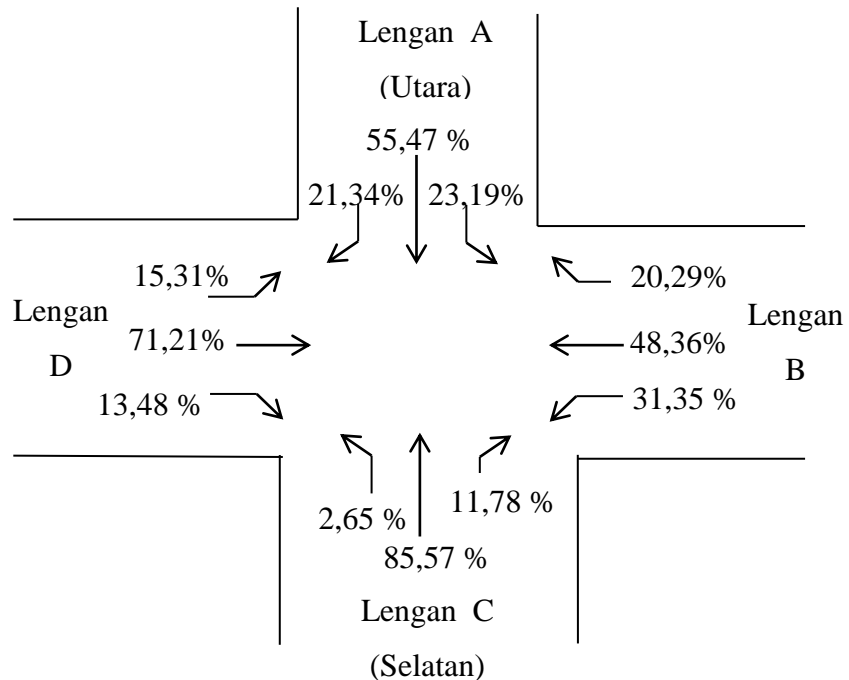 Lengan A
(Utara)
55,47 %
21,34%
23,19%
15,31%
20,29%
Lengan
D
71,21%
48,36%
Lengan
B
13,48 %
31,35 %
2,65 %
11,78 %
85,57 %
Lengan C
(Selatan)